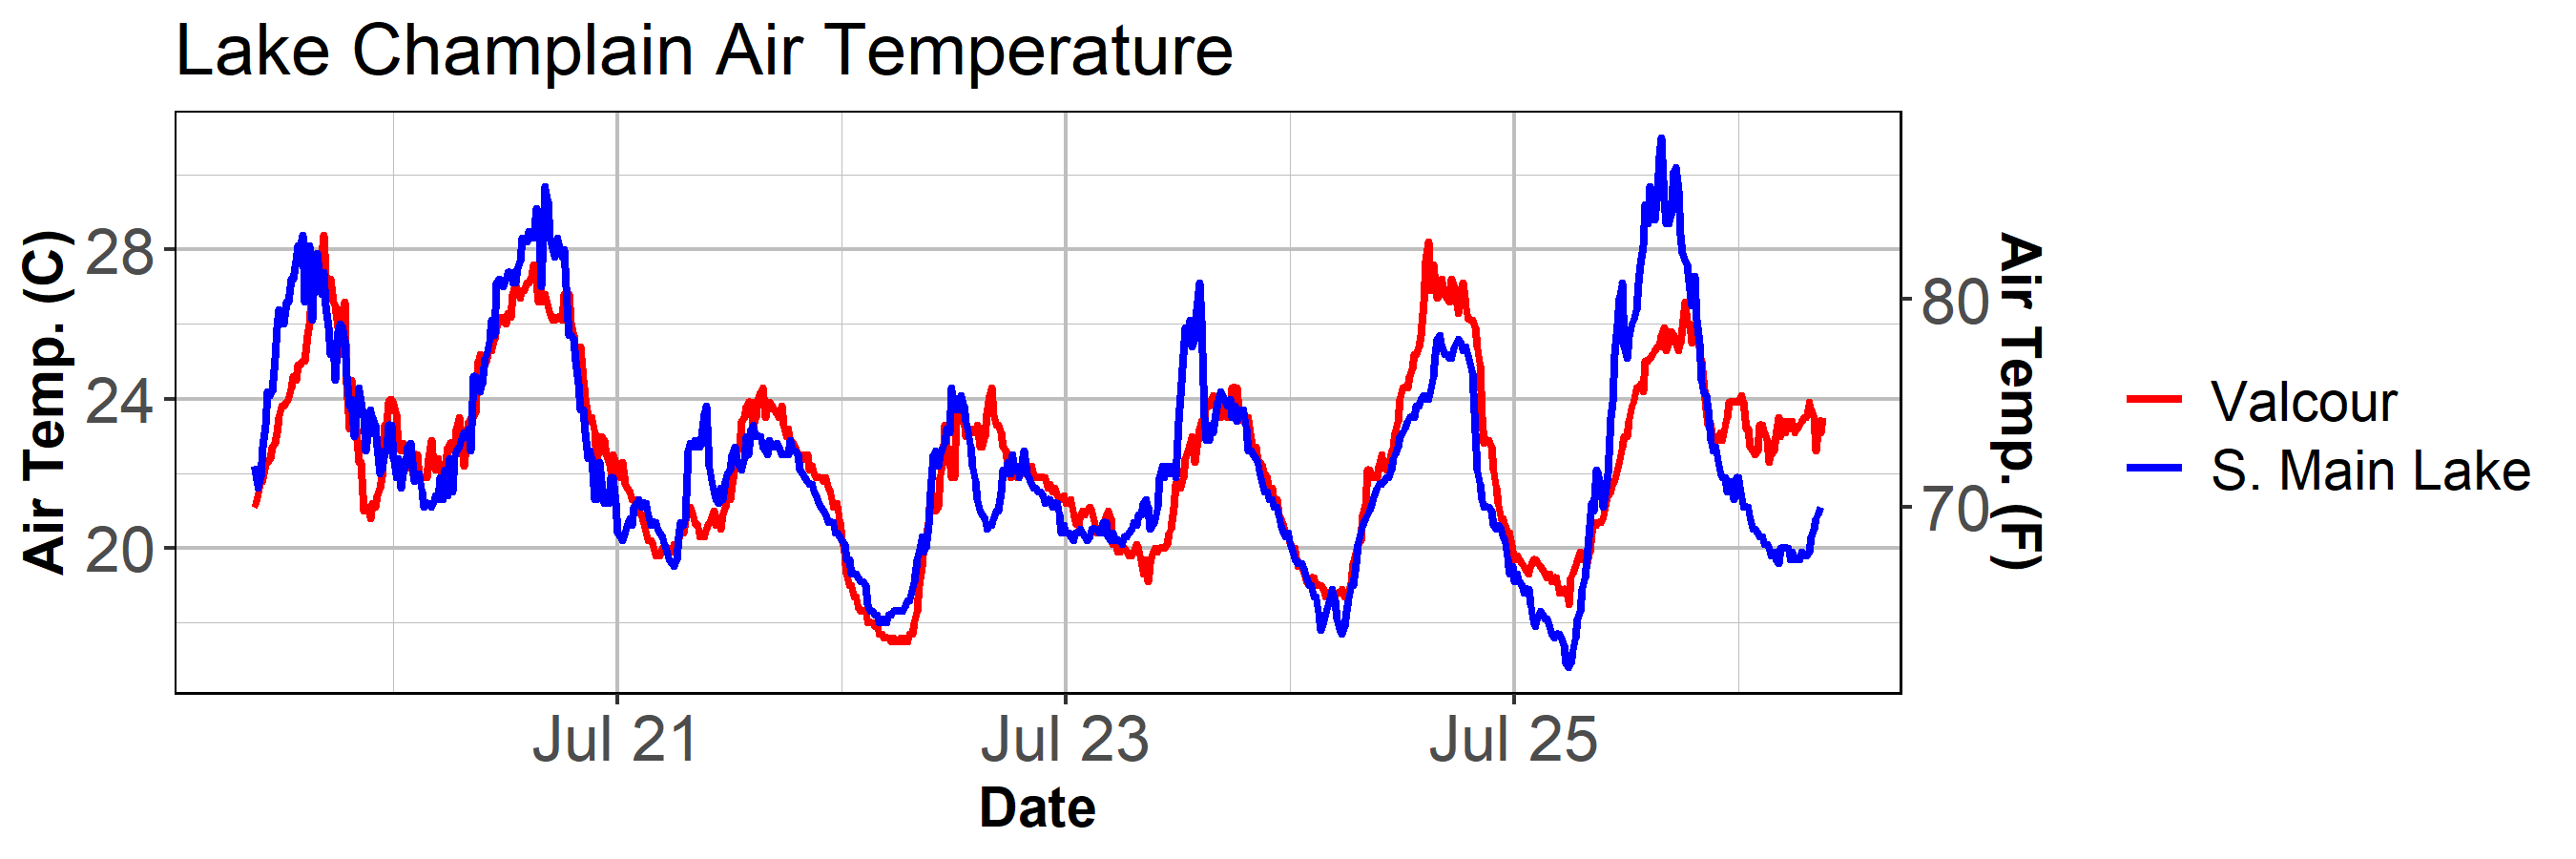 Lake Champlain Air Temperature
Air Temp. (C)
28
24
20
80
70
Air Temp. (F)
Jul 21
Jul 23
Jul 25
Date
Valcour
S. Main Lake